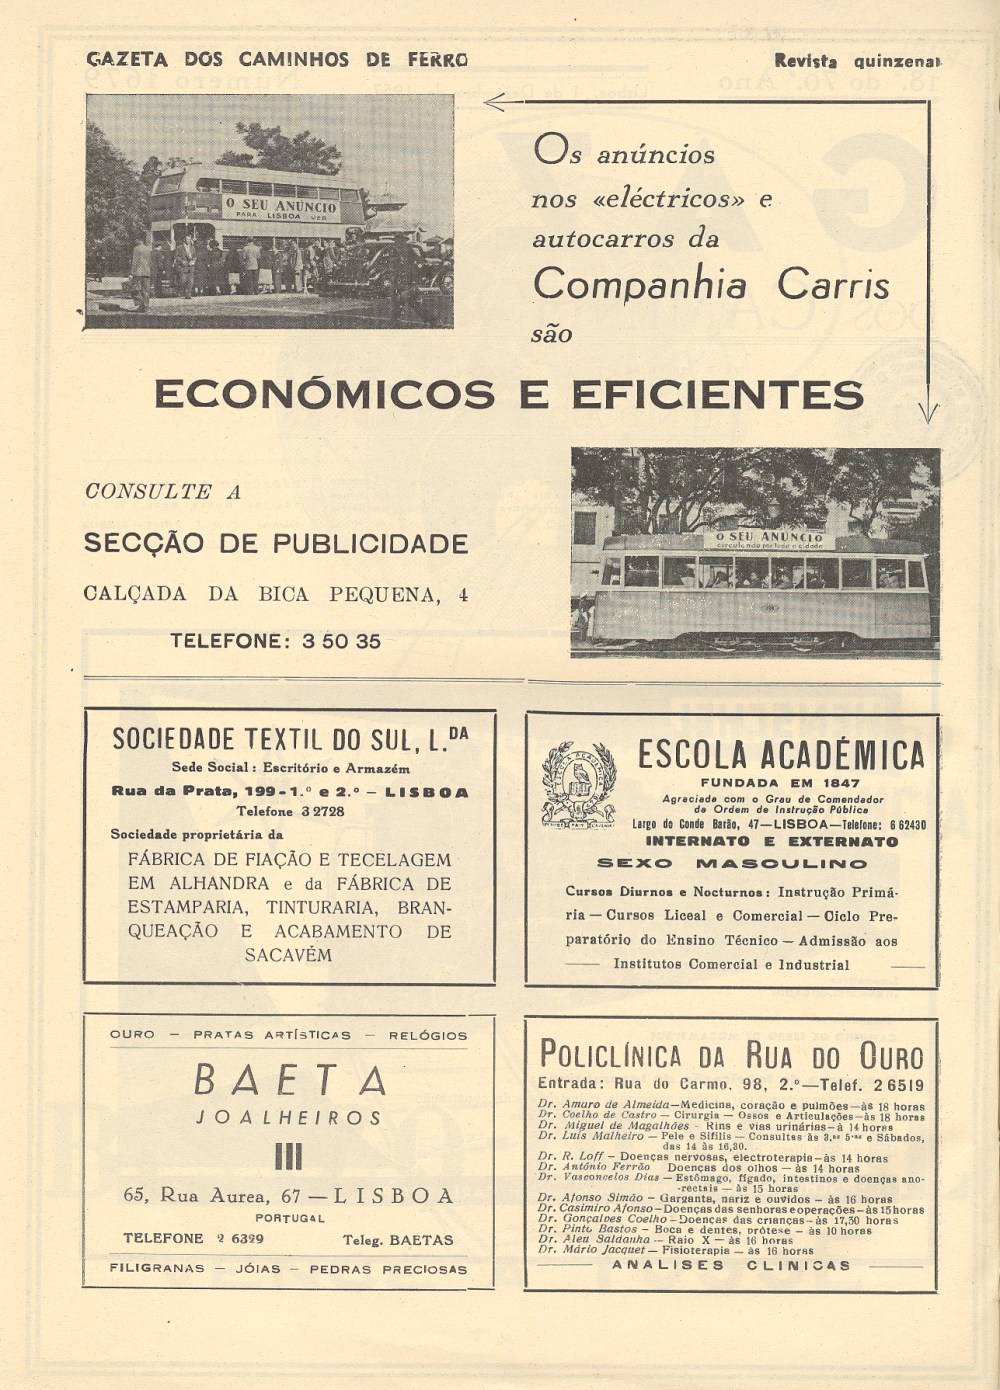 GAZETA DOS CAMINHOS DE FERRO
Revista quinzenal
O SEU ANÚNCIO
PARA LISBOA VER
Os anúncios
nos «eléctricos» e
autocarros da
Companhia Carris
são
ECONÓMICOS E EFICIENTES
CONSULTE A
SECÇÃO DE PUBLICIDADE
CALÇADA DA BICA PEQUENA, 4
TELEFONE: 3 50 35
O SEU ANÚNCIO
circulando por toda a cidade
SOCIEDADE TEXTIL DO SUL, L.DA
Sede Social: Escritório e Armazém
Rua da Prata, 199-1.º e 2.º – LISBOA
Telefone 3 2728
Sociedade proprietária da
FÁBRICA DE FIAÇÃO E TECELAGEM
EM ALHANDRA e da FÁBRICA DE
ESTAMPARIA, TINTURARIA, BRAN-
QUEAÇÃO E ACABAMENTO DE
SACAVÉM
ESCOLA ACADÉMICA
FUNDADA EM 1847
Agraciada com o Grau de Comendador
da Ordem de Instrução Pública
Largo do Conde Barão, 47—LISBOA—Telefone: 6 62430
INTERNATO E EXTERNATO
SEXO MASCULINO
Cursos Diurnos e Nocturnos: Instrução Primá-
ria — Cursos Liceal e Comercial — Ciclo Pre-
paratório do Ensino Técnico — Admissão aos
Institutos Comercial e Industrial
OURO — PRATAS ARTÍSTICAS — RELÓGIOS
BAETA
JOALHEIROS
65, Rua Aurea, 67 — LISBOA
PORTUGAL
TELEFONE 2 6329 Teleg. BAETAS
FILIGRANAS — JÓIAS — PEDRAS PRECIOSAS
POLICLÍNICA DA RUA DO OURO
Entrada: Rua do Carmo, 98, 2.º—Telef. 2 6519
Dr. Amaro de Almeida—Medicina, coração e pulmões—às 18 horas
Dr. Coelho de Castro — Cirurgia — Ossos e Articulações—às 18 horas
Dr. Miguel de Magalhães - Rins e vias urinárias—à 14 horas
Dr. Luís Malheiro — Pele e Sífilis — Consultas às 3.as 5.as e Sábados,
das 14 às 16,30.
Dr. R. Loff – Doenças nervosas, electroterapia—às 14 horas
Dr. António Ferrão Doenças dos olhos — às 14 horas
Dr. Vasconcelos Dias — Estômago, fígado, intestinos e doenças ano-
-rectais — às 15 horas
Dr. Afonso Simão – Garganta, nariz e ouvidos — às 16 horas
Dr. Casimiro Afonso—Doenças das senhoras e operações—às 15 horas
Dr. Gonçalves Coelho—Doenças das crianças—às 17,30 horas
Dr. Pinto Bastos — Boca e dentes, prótese — às 10 horas
Dr. Aleu Saldanha — Raio X — às 16 horas
Dr. Mário Jacquet — Fisioterapia — às 16 horas
ANALISES CLINICAS